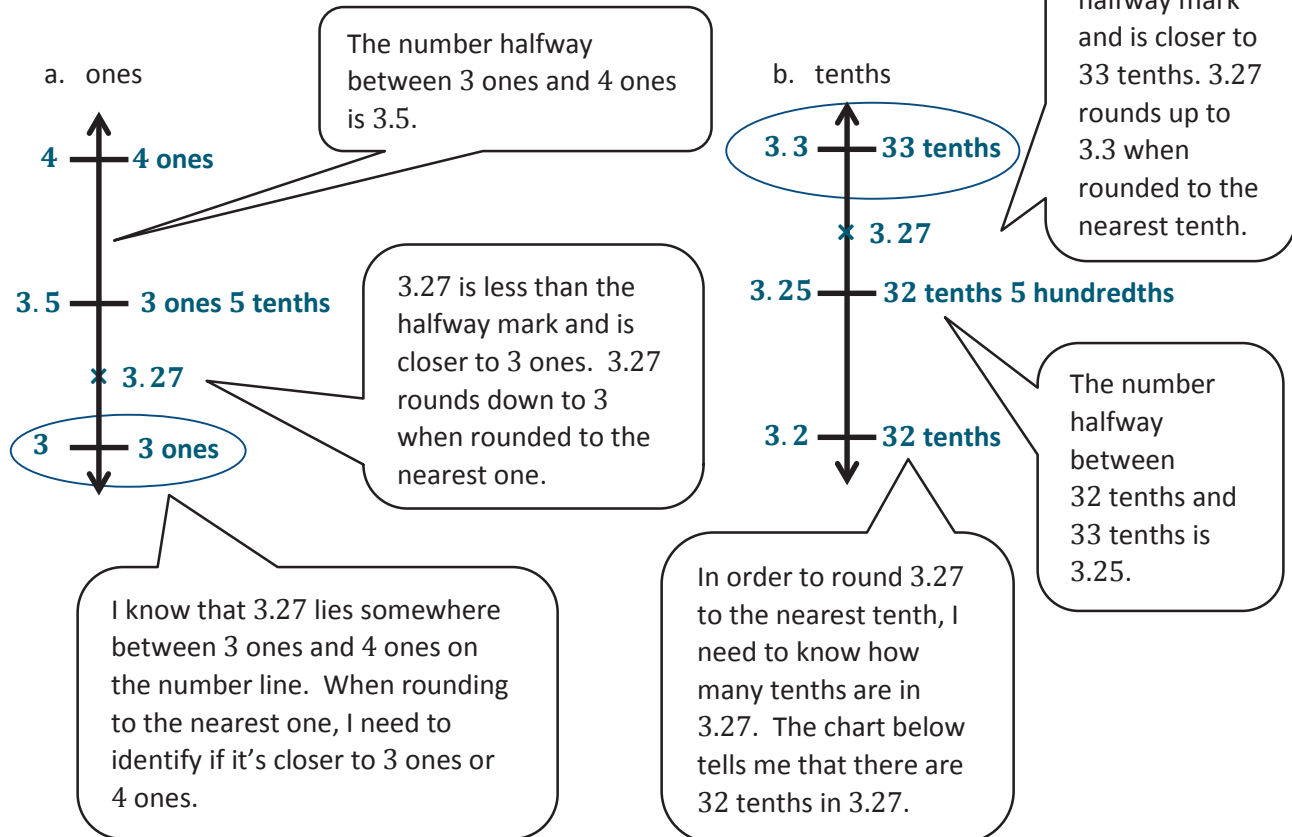 a. ones
The number halfway
between 3 ones and 4 ones
is 3.5.
4
4 ones
3.5
3 ones 5 tenths
3.27
3
3 ones
3.27 is less than the
halfway mark and is
closer to 3 ones. 3.27
rounds down to 3
when rounded to the
nearest one.
I know that 3.27 lies somewhere
between 3 ones and 4 ones on
the number line. When rounding
to the nearest one, I need to
identify if it's closer to 3 ones or
4 ones.
b. tenths
3.3
33 tenths
3.27
3.25
32 tenths 5 hundredths
3.2
32 tenths
halfway mark
and is closer to
33 tenths. 3.27
rounds up to
3.3 when
rounded to the
nearest tenth.
The number
halfway
between
32 tenths and
33 tenths is
3.25.
In order to round 3.27
to the nearest tenth, I
need to know how
many tenths are in
3.27. The chart below
tells me that there are
32 tenths in 3.27.